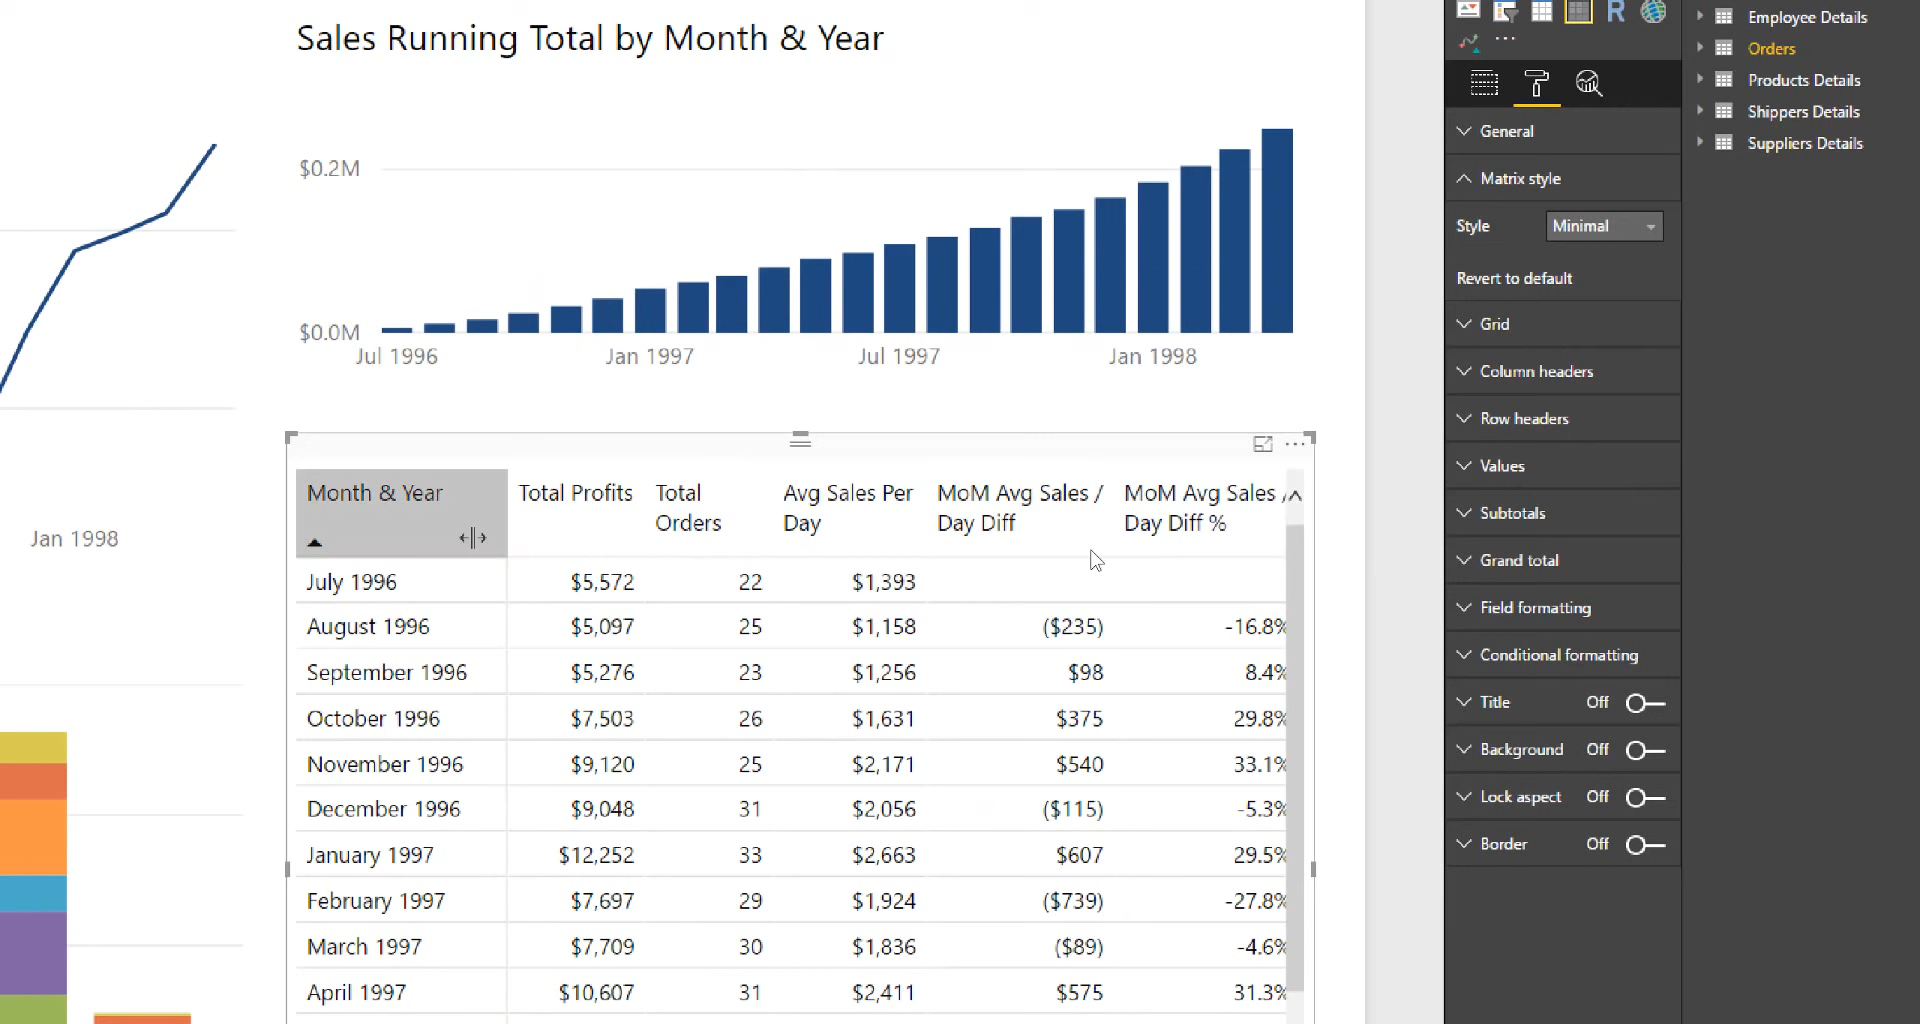 Sales Running Total by Month & Year
$0.2M
$0.0M
Jul 1996 Jan 1997 Jul 1997 Jan 1998
Jan 1998
Month & Year Total Profits Total Orders Avg Sales Per Day MoM Avg Sales / Day Diff MoM Avg Sales / Day Diff %
July 1996 $5,572 22 $1,393
August 1996 $5,097 25 $1,158 ($235) -16.8%
September 1996 $5,276 23 $1,256 $98 8.4%
October 1996 $7,503 26 $1,631 $375 29.8%
November 1996 $9,120 25 $2,171 $540 33.1%
December 1996 $9,048 31 $2,056 ($115) -5.3%
January 1997 $12,252 33 $2,663 $607 29.5%
February 1997 $7,697 29 $1,924 ($739) -27.8%
March 1997 $7,709 30 $1,836 ($89) -4.6%
April 1997 $10,607 31 $2,411 $575 31.3%
R
General
Matrix style
Style Minimal
Revert to default
Grid
Column headers
Row headers
Values
Subtotals
Grand total
Field formatting
Conditional formatting
Title Off
Background Off
Lock aspect Off
Border Off
Employee Details
Orders
Products Details
Shippers Details
Suppliers Details